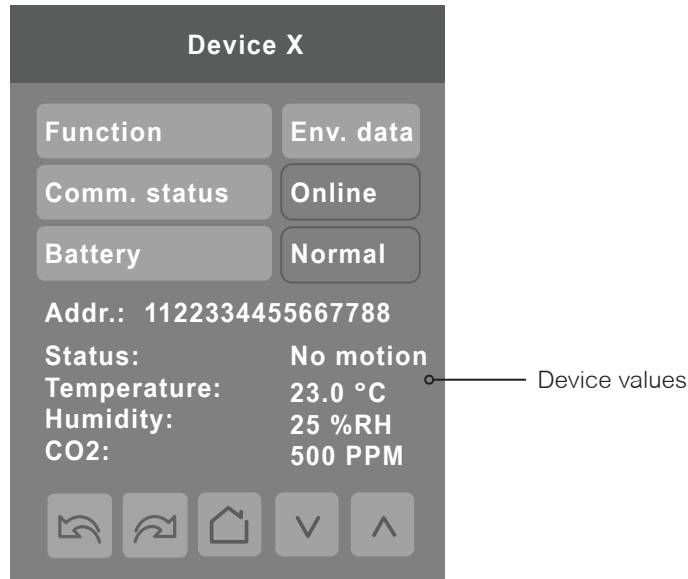 Device X
Function Env. data
Comm. status Online
Battery Normal
Addr.: 1122334455667788
Status: No motion
Temperature: 23.0 °C
Humidity: 25 %RH
CO2: 500 PPM
Device values